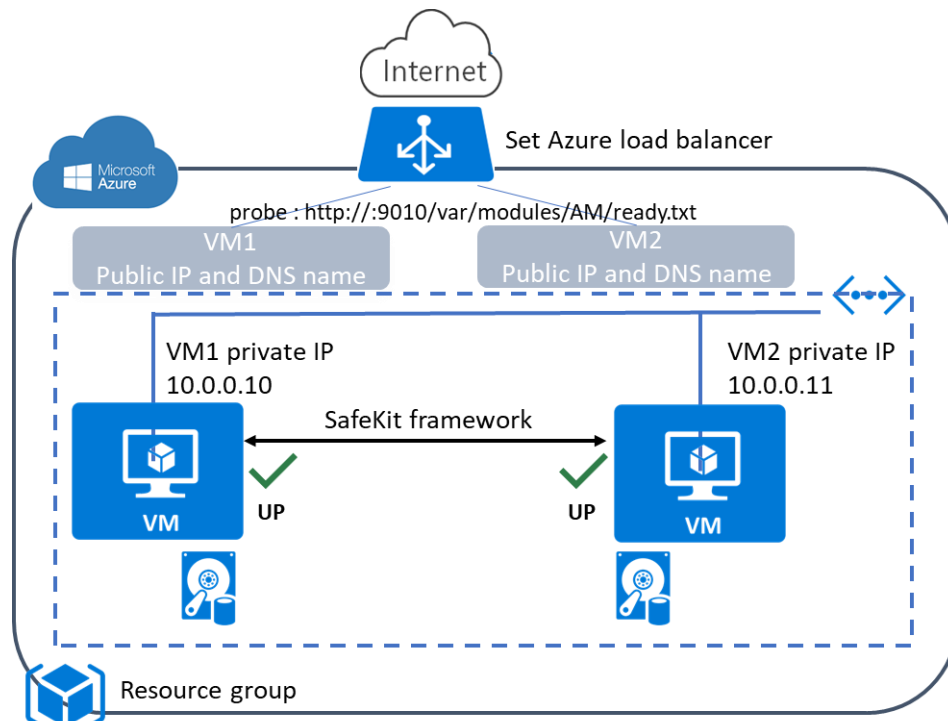 Internet
Set Azure load balancer
Microsoft
Azure
probe : http://:9010/var/modules/AM/ready.txt
VM1
Public IP and DNS name
VM2
Public IP and DNS name
VM1 private IP
10.0.0.10
VM2 private IP
10.0.0.11
SafeKit framework
UP
UP
VM
VM
Resource group